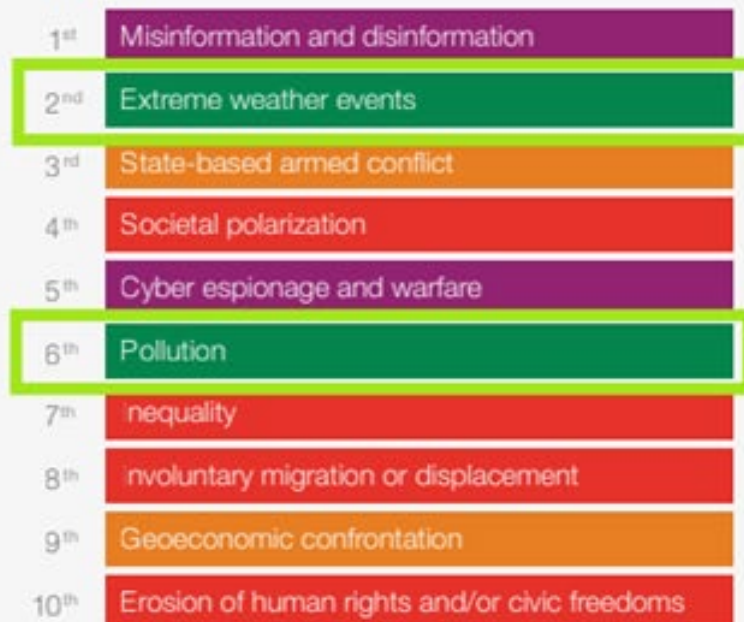 1st Misinformation and disinformation
2nd Extreme weather events
3rd State-based armed conflict
4th Societal polarization
5th Cyber espionage and warfare
6th Pollution
7th Inequality
8th Involuntary migration or displacement
9th Geoeconomic confrontation
10th Erosion of human rights and/or civic freedoms